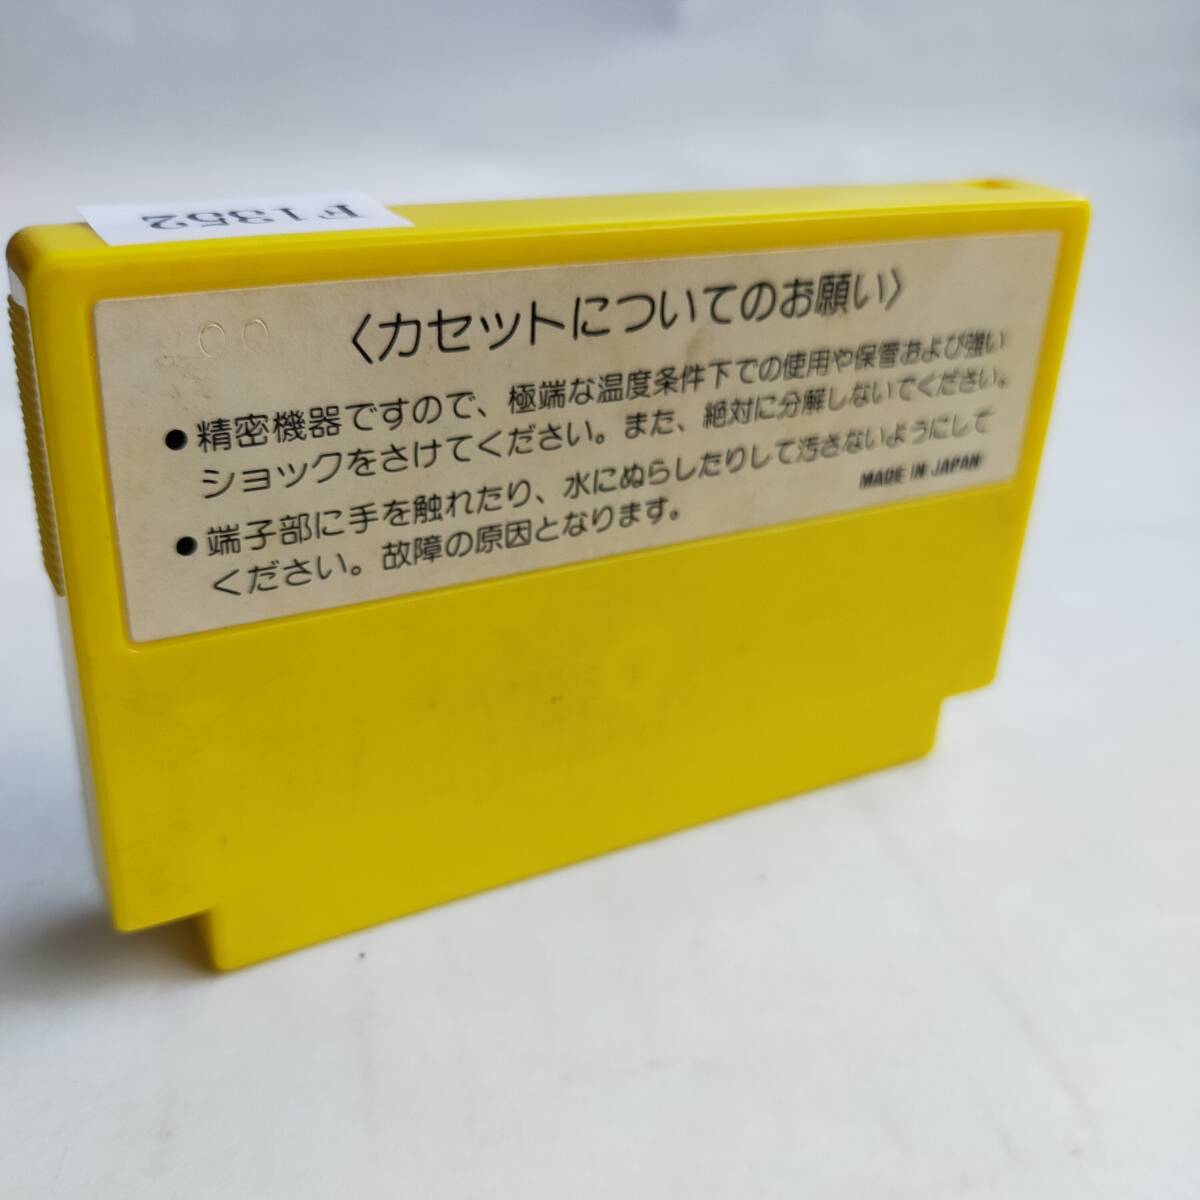 F1352
〈カセットについてのお願い〉
●精密機器ですので、極端な温度条件下での使用や保管および強い
ショックをさけてください。また、絶対に分解しないでください。
●端子部に手を触れたり、水にぬらしたりして汚さないようにして
ください。故障の原因となります。
MADE IN JAPAN